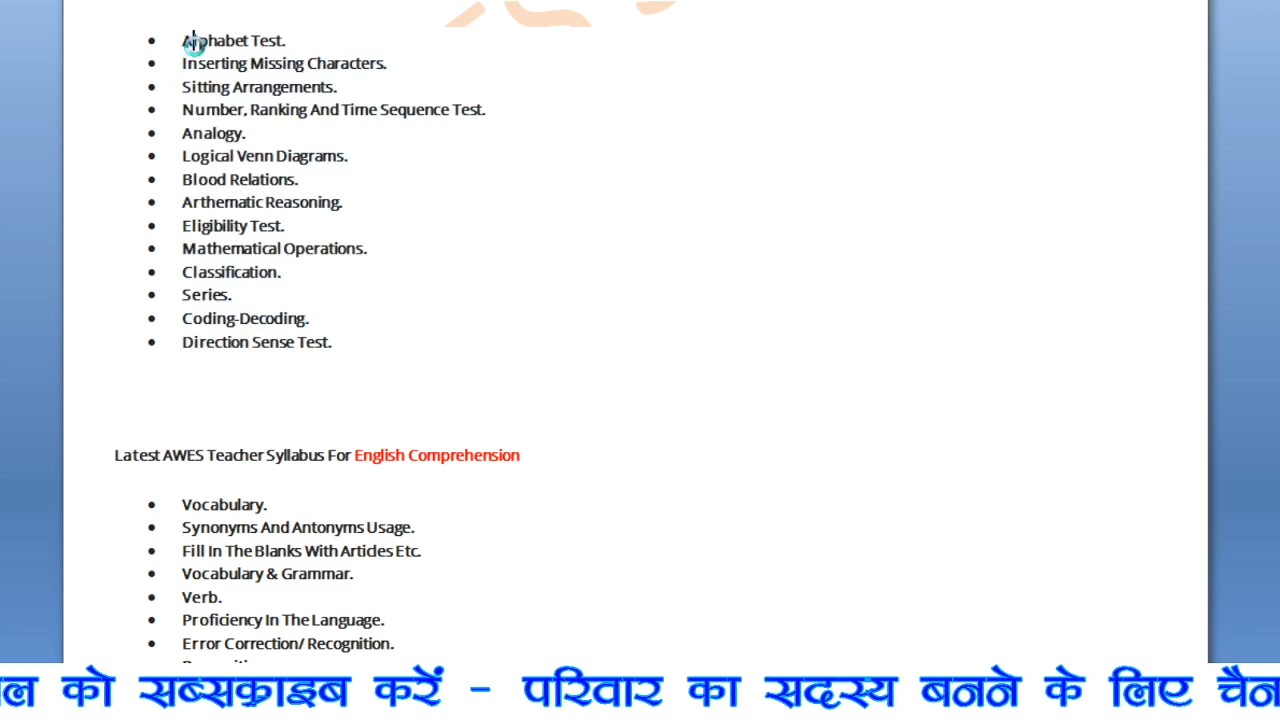 Alphabet Test.
Inserting Missing Characters.
Sitting Arrangements.
Number, Ranking And Time Sequence Test.
Analogy.
Logical Venn Diagrams.
Blood Relations.
Arthematic Reasoning.
Eligibility Test.
Mathematical Operations.
Classification.
Series.
Coding-Decoding.
Direction Sense Test.
Latest AWES Teacher Syllabus For English Comprehension
Vocabulary.
Synonyms And Antonyms Usage.
Fill In The Blanks With Articles Etc.
Vocabulary & Grammar.
Verb.
Proficiency In The Language.
Error Correction/ Recognition.
को सब्सक्राइब करें - परिवार का सदस्य बनने के लिए